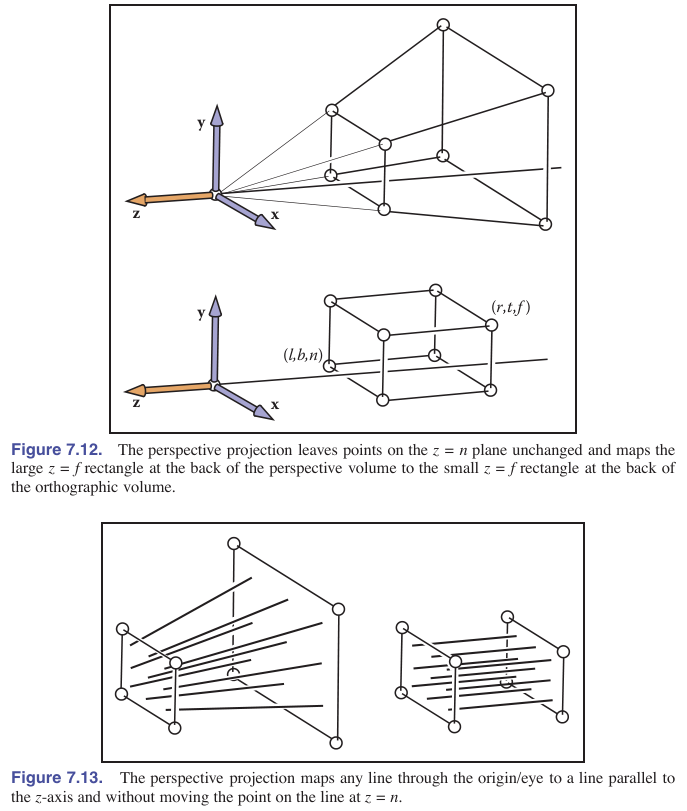 y
z
x
y
(r,t,f)
(l,b,n)
z
x
Figure 7.12. The perspective projection leaves points on the z = n plane unchanged and maps the
large z = f rectangle at the back of the perspective volume to the small z = f rectangle at the back of
the orthographic volume.
Figure 7.13. The perspective projection maps any line through the origin/eye to a line parallel to
the z-axis and without moving the point on the line at z = n.